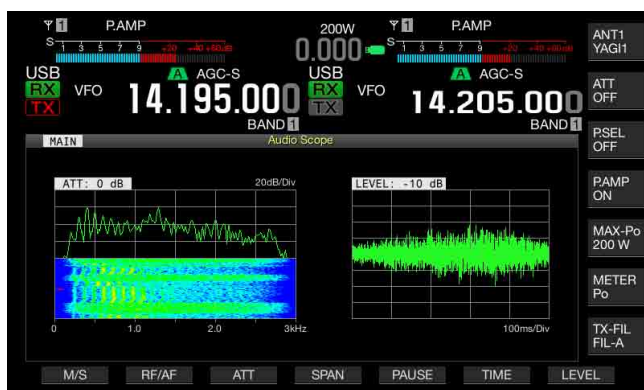 1 P.AMP 200W 1 P.AMP
S 1 3 5 7 9 +20 +40 +60dB 0.000 S 1 3 5 7 9 +20 +40 +60dB
USB A AGC-S USB A AGC-S
RX VFO 14.195.000 RX VFO 14.205.000
TX TX
BAND 1 BAND 1
MAIN Audio Scope
ATT: 0 dB 20dB/Div LEVEL: -10 dB
0 1.0 2.0 3kHz 100ms/Div
M/S RF/AF ATT SPAN PAUSE TIME LEVEL
ANT1
YAGI1
ATT
OFF
P.SEL
OFF
P.AMP
ON
MAX-Po
200 W
METER
Po
TX-FIL
FIL-A